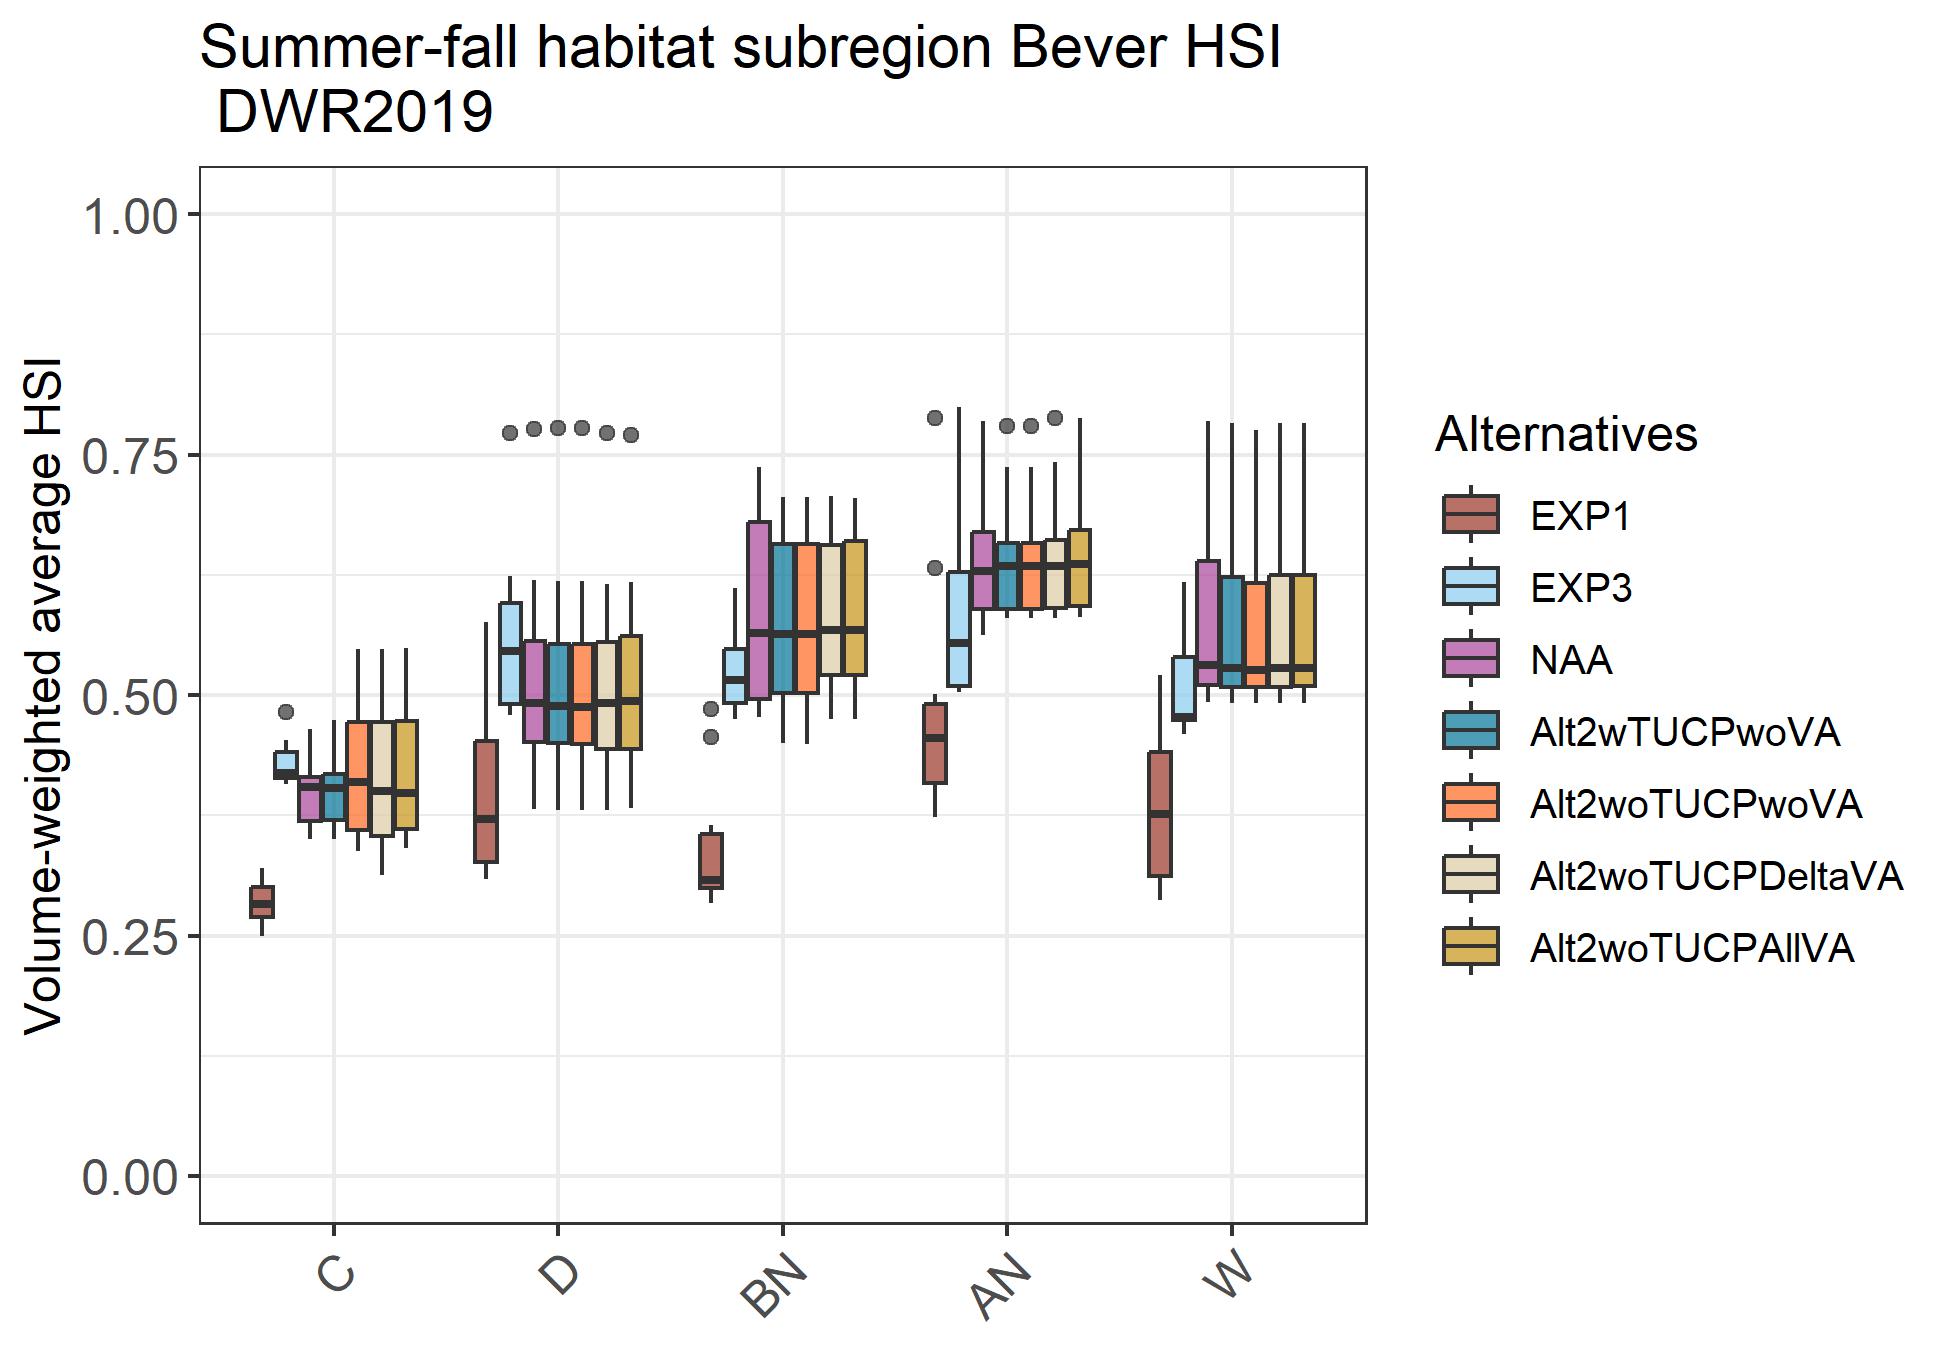 Summer-fall habitat subregion Bever HSI
DWR2019
Volume-weighted average HSI
1.00
0.75
0.50
0.25
0.00
C
D
BN
AN
W
Alternatives
EXP1
EXP3
NAA
Alt2wTUCPwoVA
Alt2woTUCPwoVA
Alt2woTUCPDeltaVA
Alt2woTUCPAllVA